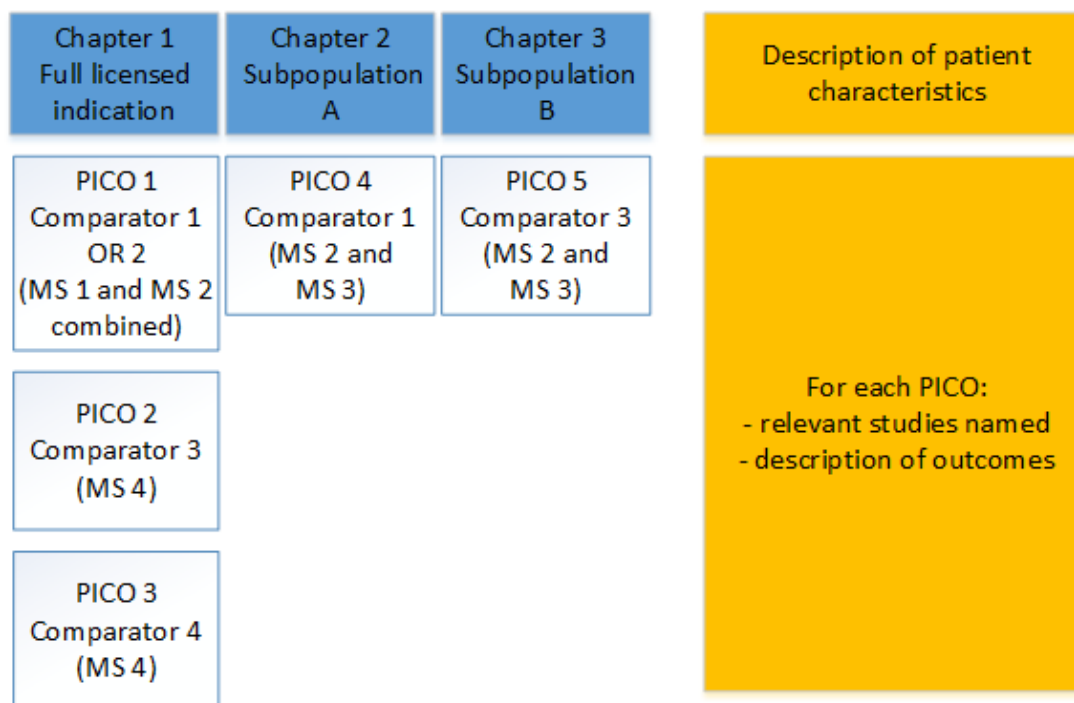 Chapter 1
Full licensed
indication
Chapter 2
Subpopulation
A
Chapter 3
Subpopulation
B
Description of patient
characteristics
PICO 1
Comparator 1
OR 2
(MS 1 and MS 2
combined)
PICO 4
Comparator 1
(MS 2 and
MS 3)
PICO 5
Comparator 3
(MS 2 and
MS 3)
For each PICO:
- relevant studies named
- description of outcomes
PICO 2
Comparator 3
(MS 4)
PICO 3
Comparator 4
(MS 4)